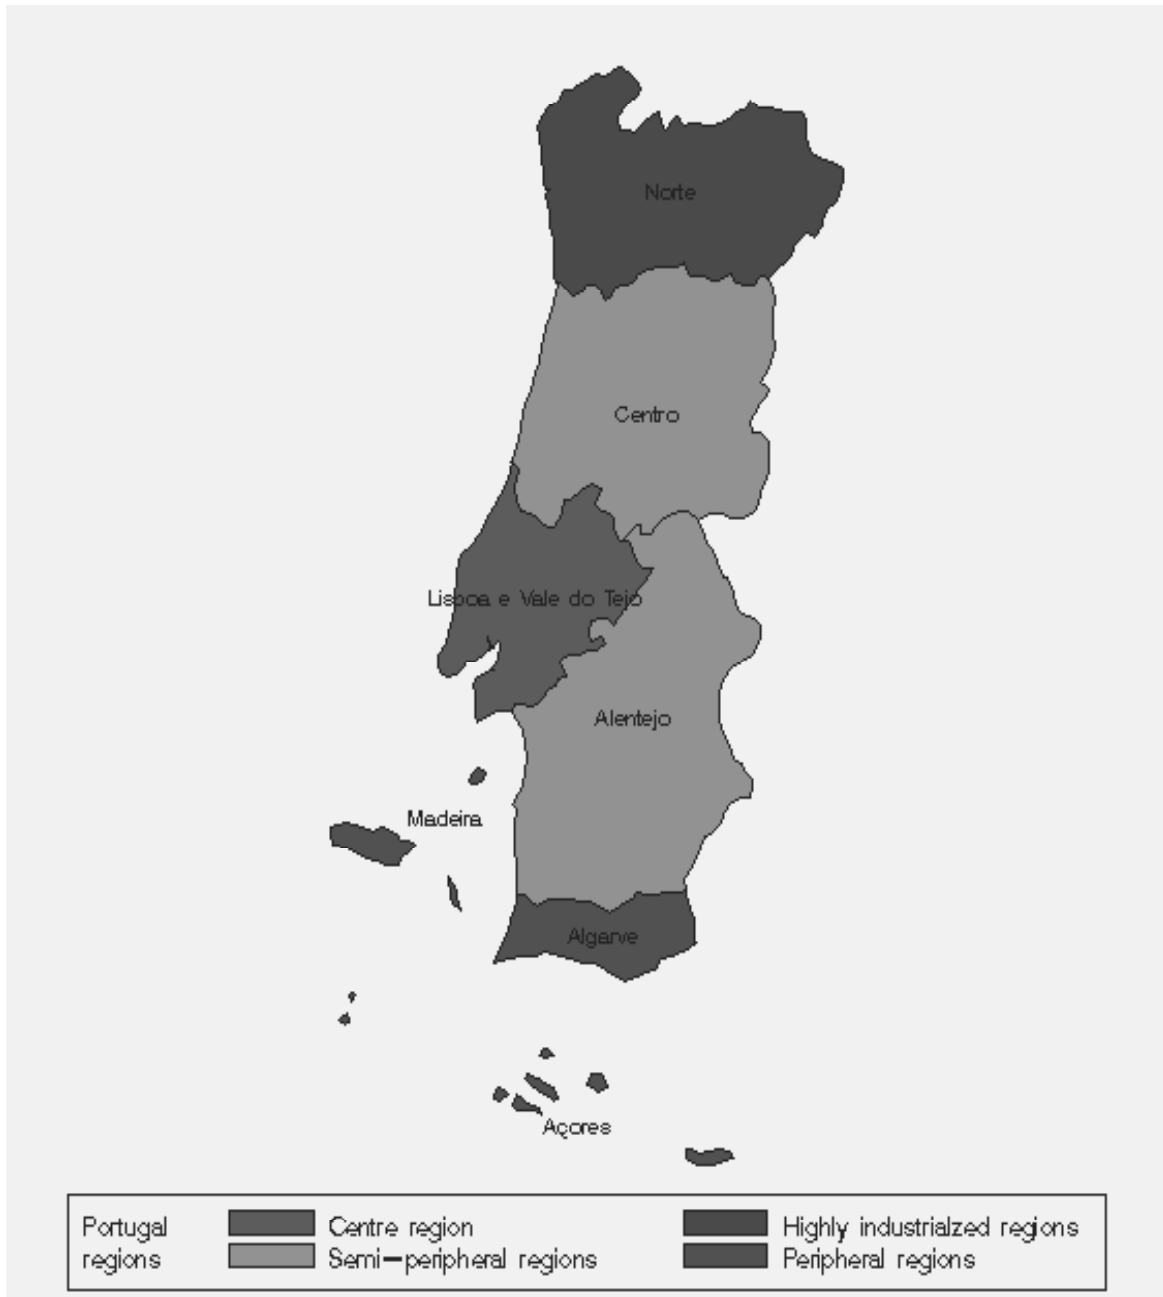 Norte
Centro
Lisboa e Vale do Tejo
Alentejo
Madeira
Algarve
Açores
Portugal regions
Centre region
Semi-peripheral regions
Highly industrialzed regions
Peripheral regions